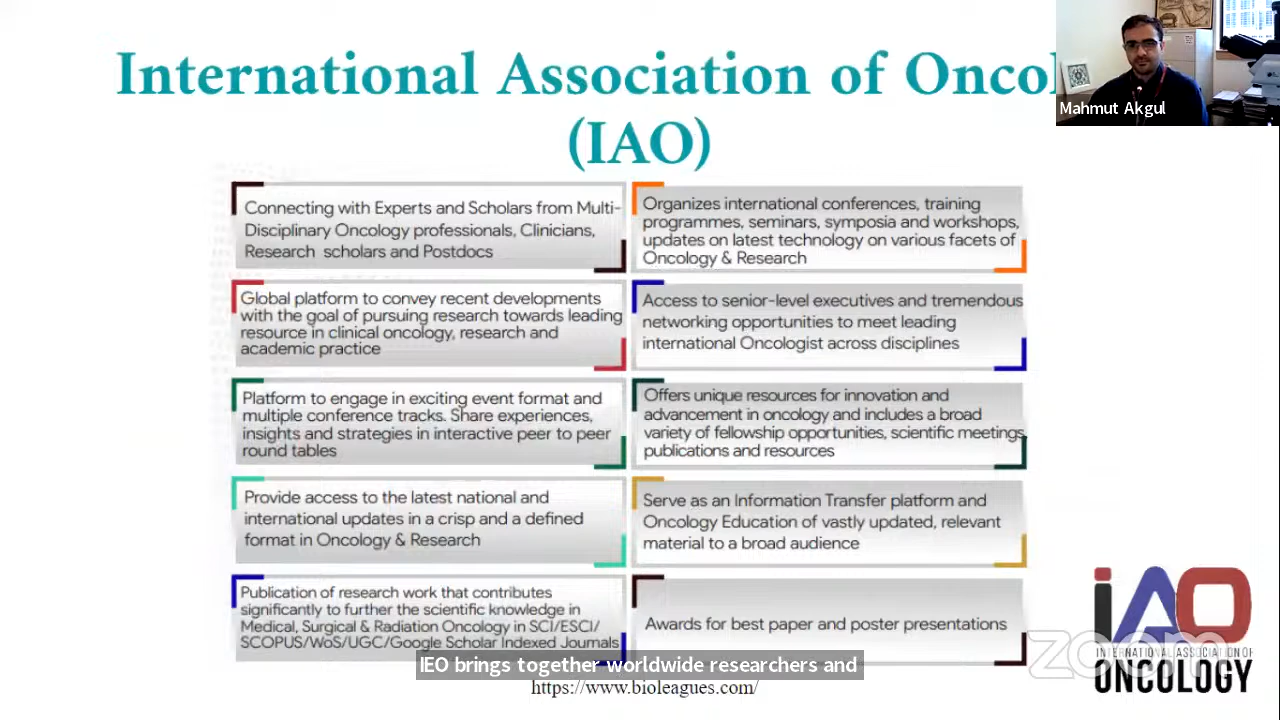 International Association of Oncol
(IAO)
Mahmut Akgul
Connecting with Experts and Scholars from Multi-
Disciplinary Oncology professionals, Clinicians,
Research scholars and Postdocs
Organizes international conferences, training
programmes, seminars, symposia and workshops,
updates on latest technology on various facets of
Oncology & Research
Global platform to convey recent developments
with the goal of pursuing research towards leading
resource in clinical oncology, research and
academic practice
Access to senior-level executives and tremendous
networking opportunities to meet leading
international Oncologist across disciplines
Platform to engage in exciting event format and
multiple conference tracks. Share experiences,
insights and strategies in interactive peer to peer
round tables
Offers unique resources for innovation and
advancement in oncology and includes a broad
variety of fellowship opportunities, scientific meetings,
publications and resources
Provide access to the latest national and
international updates in a crisp and a defined
format in Oncology & Research
Serve as an Information Transfer platform and
Oncology Education of vastly updated, relevant
material to a broad audience
Publication of research work that contributes
significantly to further the scientific knowledge in
Medical, Surgical & Radiation Oncology in SCI/ESCI/
SCOPUS/WoS/UGC/Google Scholar Indexed Journals
Awards for best paper and poster presentations
IEO brings together worldwide researchers and
https://www.bioleagues.com/
iAO
zoom
INTERNATIONAL ASSOCIATION OF
ONCOLOGY